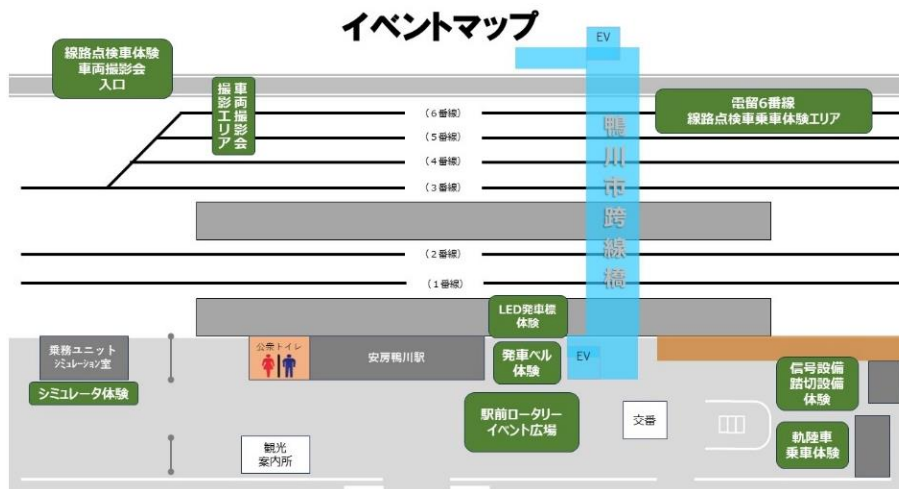 イベントマップ
EV
線路点検車体験
車両撮影会
入口
車両撮影会
撮影エリア
電留6番線
線路点検車乗車体験エリア
(6番線)
(5番線)
(4番線)
(3番線)
鴨川市跨線橋
(2番線)
(1番線)
LED発車標
体験
乗務ユニット
シミュレーション室
シミュレータ体験
公衆トイレ
安房鴨川駅
発車ベル
体験
EV
信号設備
踏切設備
体験
駅前ロータリー
イベント広場
交番
軌陸車
乗車体験
観光
案内所